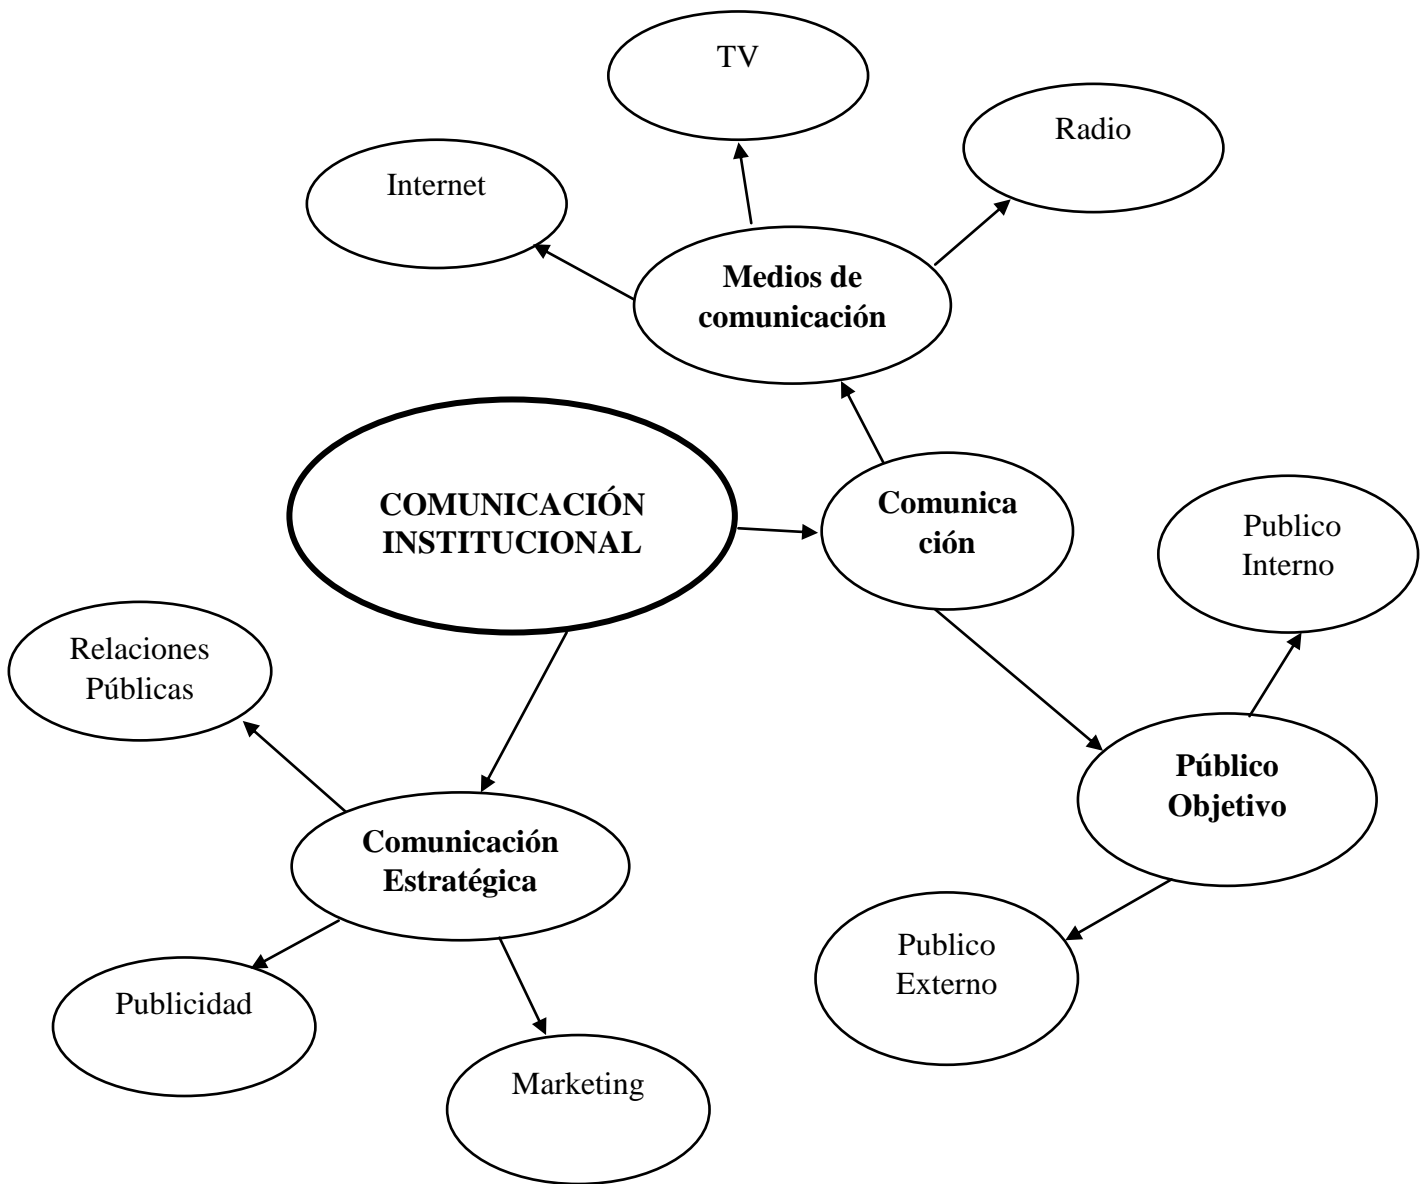 TV
Radio
Internet
Medios de
comunicación
COMUNICACIÓN
INSTITUCIONAL
Comunica
ción
Publico
Interno
Relaciones
Públicas
Público
Objetivo
Comunicación
Estratégica
Publico
Externo
Publicidad
Marketing